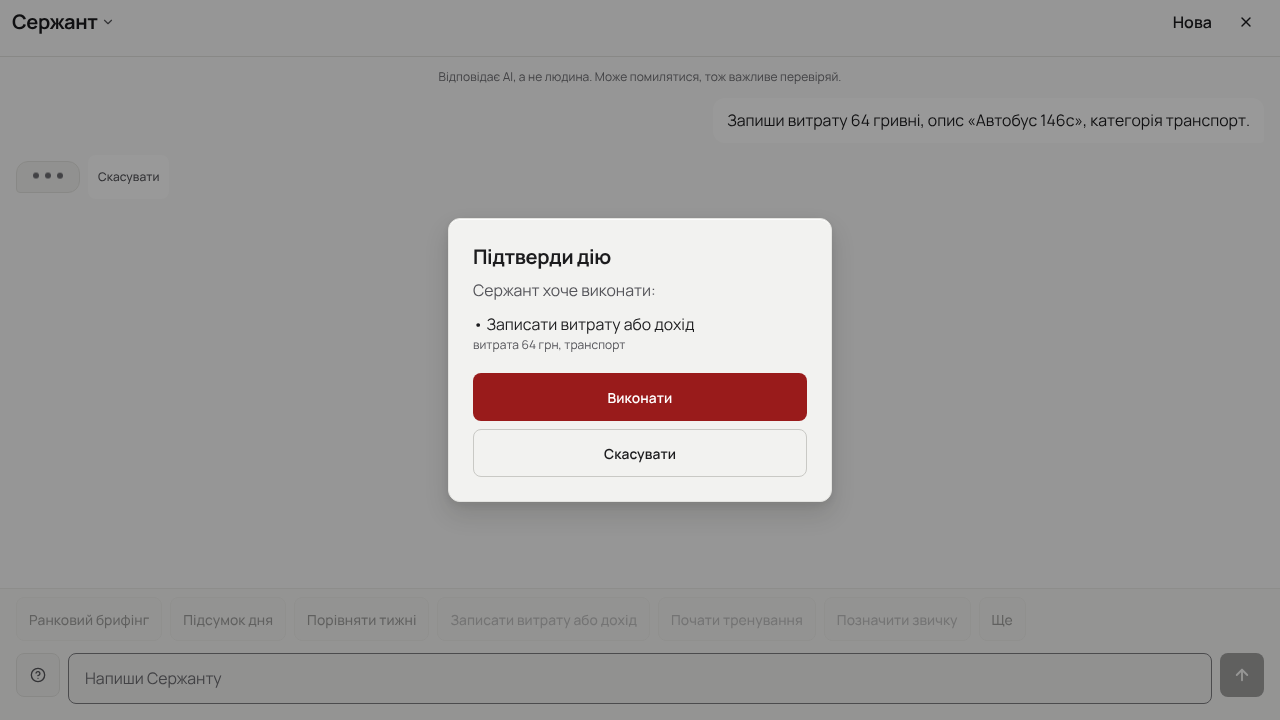 Сержант
Нова
Відповідає AI, а не людина. Може помилятися, тож важливе перевіряй.
Запиши витрату 64 гривні, опис «Автобус 146с», категорія транспорт.
Скасувати
Підтверди дію
Сержант хоче виконати:
• Записати витрату або дохід
витрата 64 грн, транспорт
Виконати
Скасувати
Ранковий брифінг
Підсумок дня
Порівняти тижні
Записати витрату або дохід
Почати тренування
Позначити звичку
Ще
Напиши Сержанту